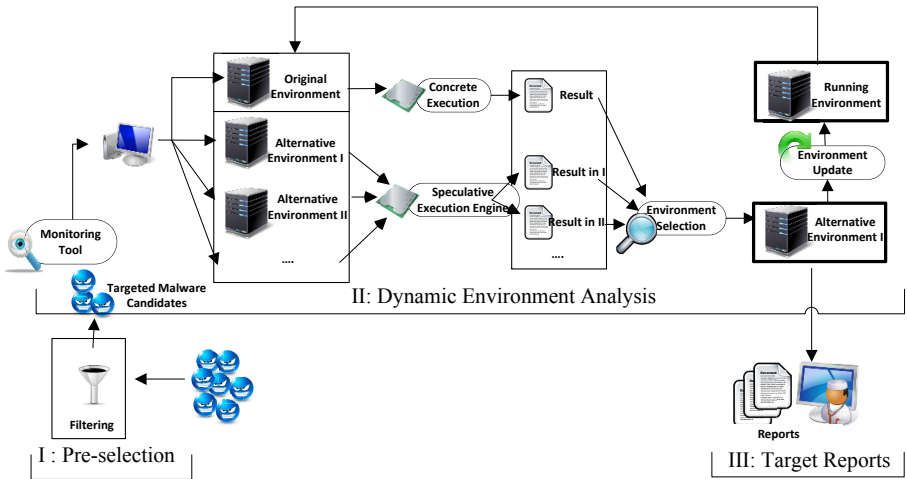 Original
Environment
Concrete
Execution
Result
Running
Environment
Alternative
Environment I
Alternative
Environment II
....
Speculative
Execution Engine
Result in I
Result in II
....
Environment
Selection
Environment
Update
Alternative
Environment I
Monitoring
Tool
Targeted Malware
Candidates
II: Dynamic Environment Analysis
Filtering
I : Pre-selection
Reports
III: Target Reports